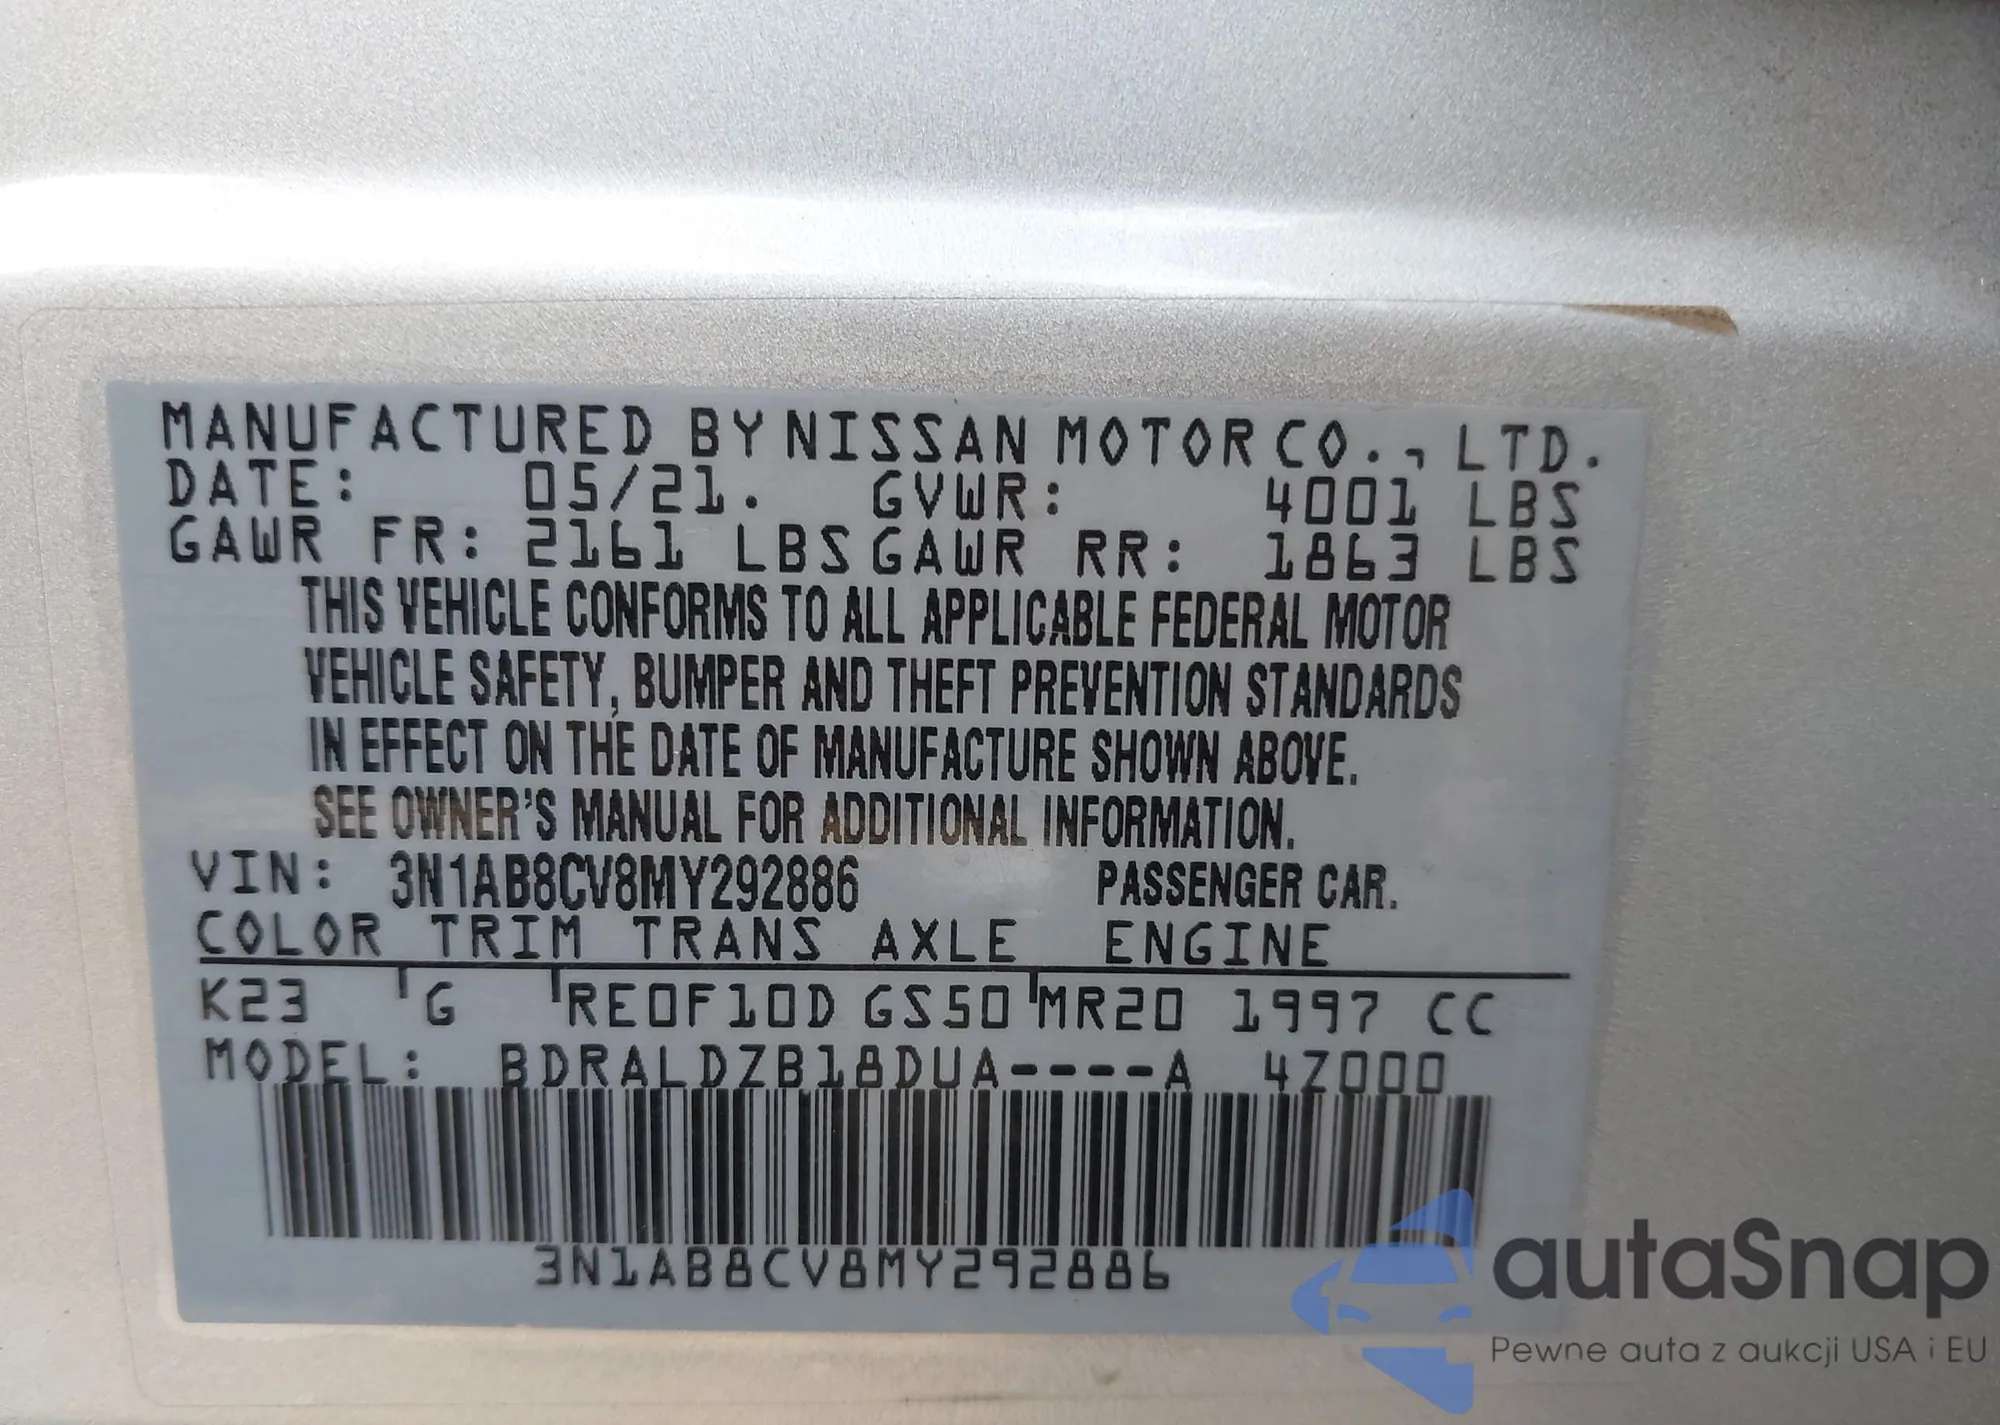 MANUFACTURED BY NISSAN MOTOR CO., LTD.
DATE: 05/21. GVWR: 4001 LBS
GAWR FR: 2161 LBS GAWR RR: 1863 LBS
THIS VEHICLE CONFORMS TO ALL APPLICABLE FEDERAL MOTOR
VEHICLE SAFETY, BUMPER AND THEFT PREVENTION STANDARDS
IN EFFECT ON THE DATE OF MANUFACTURE SHOWN ABOVE.
SEE OWNER'S MANUAL FOR ADDITIONAL INFORMATION.
VIN: 3N1AB8CV8MY292886 PASSENGER CAR.
COLOR TRIM TRANS AXLE ENGINE
K23 G RE0F10D GS50 MR20 1997 CC
MODEL: BDRALDZB18DUA----A 4Z000
3N1AB8CV8MY292886
autaSnap
Pewne auta z aukcji USA i EU